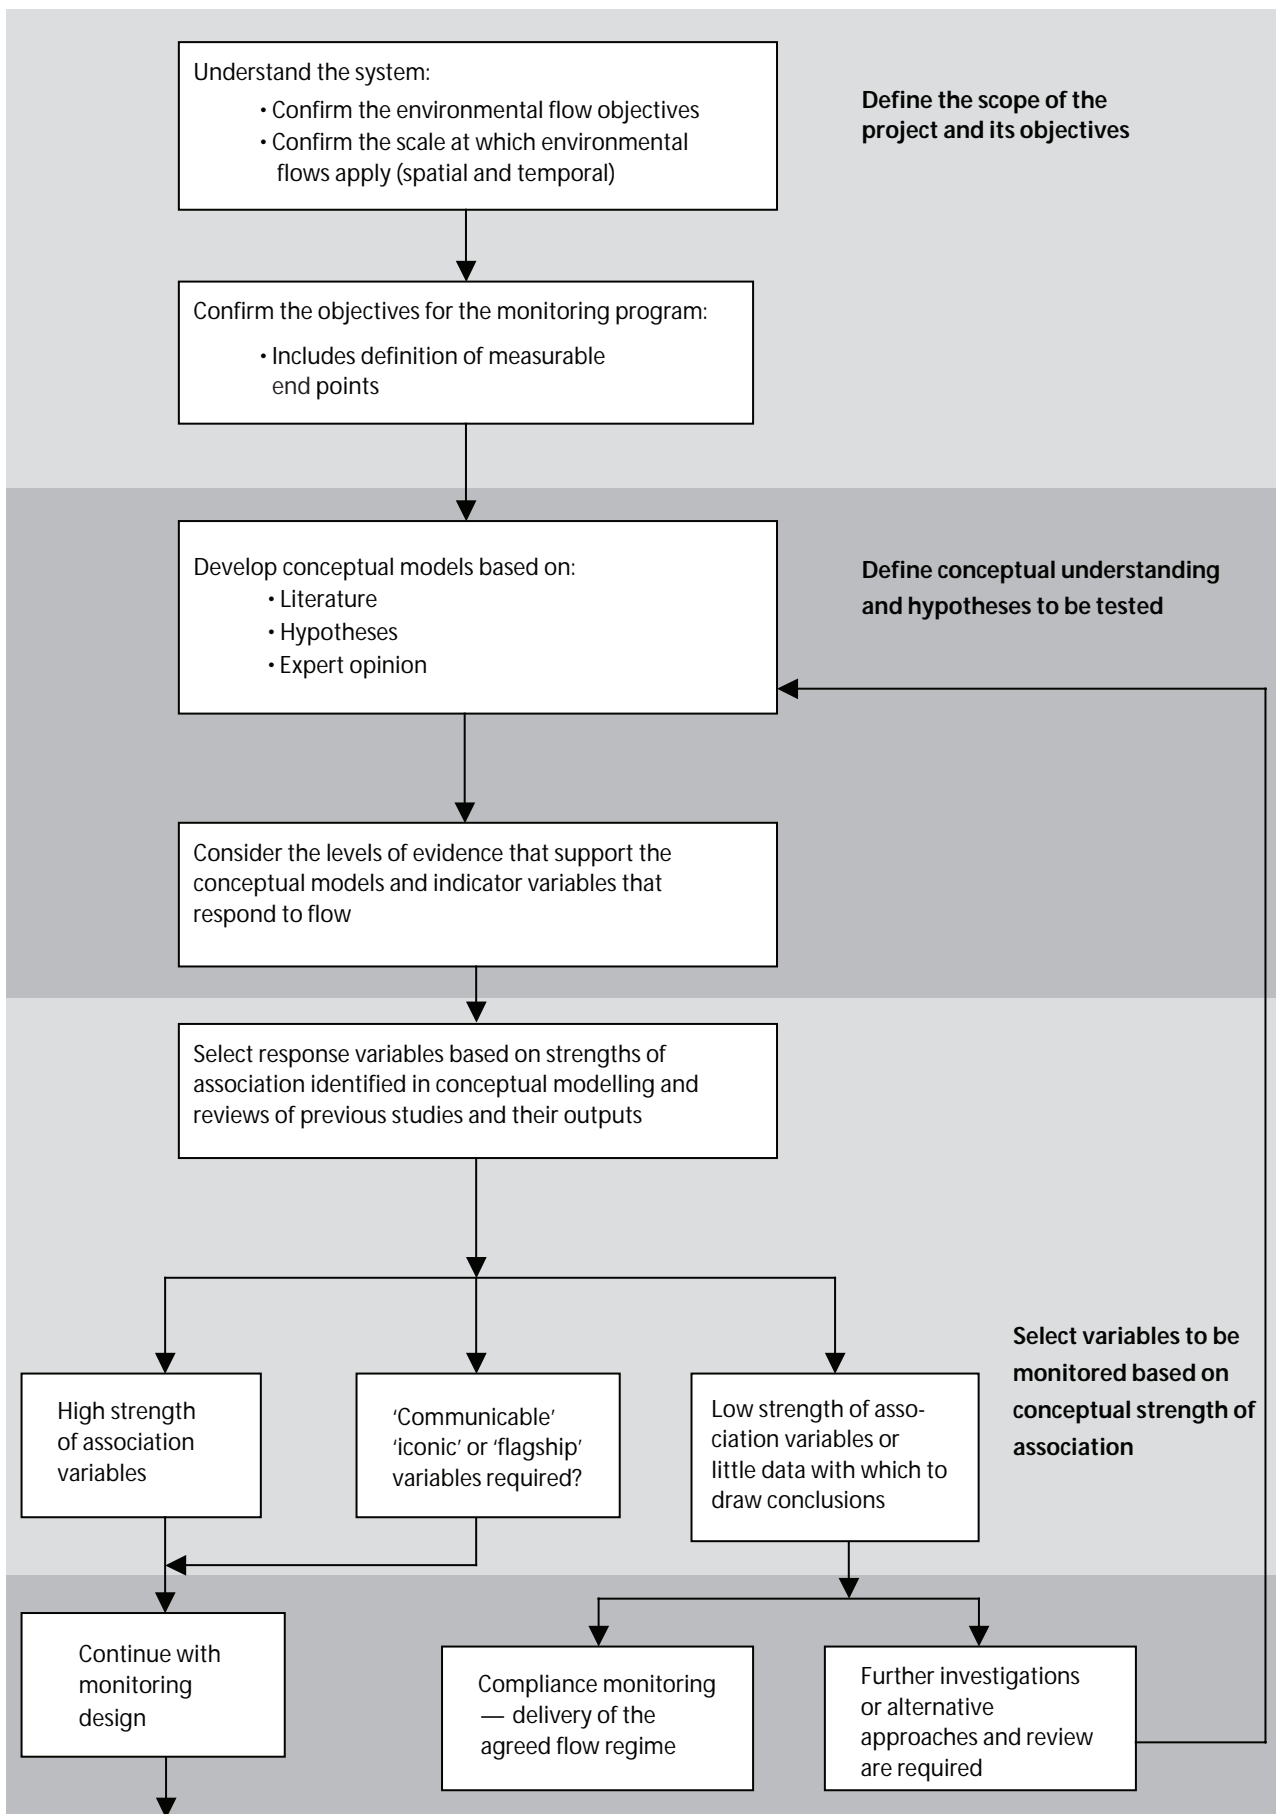 Understand the system:
• Confirm the environmental flow objectives
• Confirm the scale at which environmental
flows apply (spatial and temporal)
Define the scope of the
project and its objectives
Confirm the objectives for the monitoring program:
• Includes definition of measurable
end points
Develop conceptual models based on:
• Literature
• Hypotheses
• Expert opinion
Define conceptual understanding
and hypotheses to be tested
Consider the levels of evidence that support the
conceptual models and indicator variables that
respond to flow
Select response variables based on strengths of
association identified in conceptual modelling and
reviews of previous studies and their outputs
Select variables to be
monitored based on
conceptual strength of
association
High strength
of association
variables
‘Communicable’
‘iconic’ or ‘flagship’
variables required?
Low strength of asso-
ciation variables or
little data with which to
draw conclusions
Continue with
monitoring
design
Compliance monitoring
— delivery of the
agreed flow regime
Further investigations
or alternative
approaches and review
are required